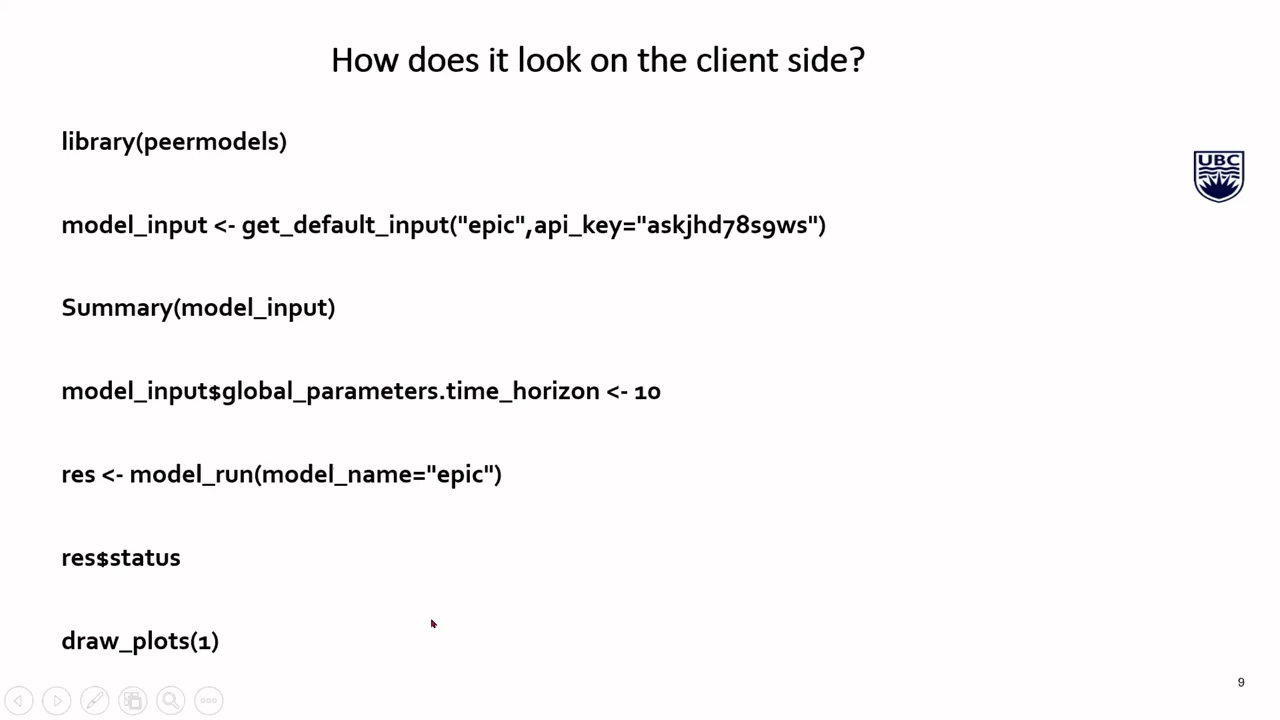 How does it look on the client side?
library(peermodels)
UBC
model_input <- get_default_input("epic",api_key="askjhd78s9ws")
Summary(model_input)
model_input$global_parameters.time_horizon <- 10
res <- model_run(model_name="epic")
res$status
draw_plots(1)
9